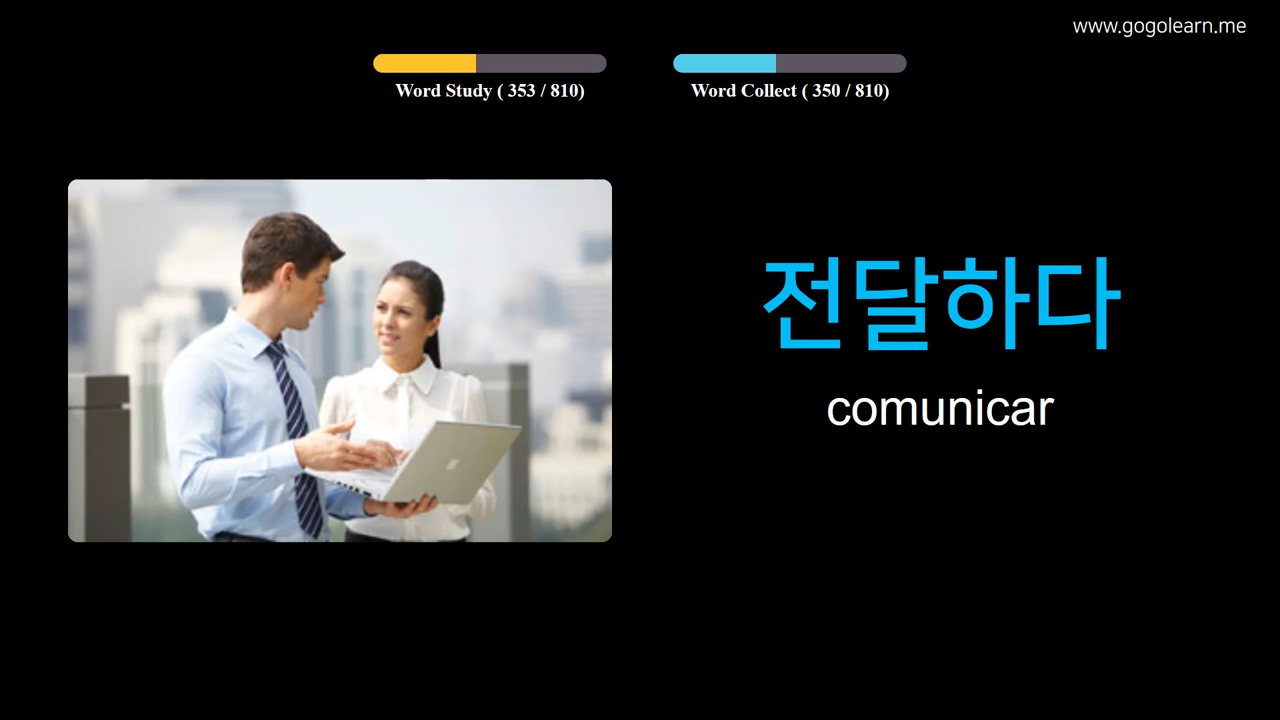 www.gogolearn.me
Word Study ( 353 / 810)
Word Collect ( 350 / 810)
전달하다
comunicar